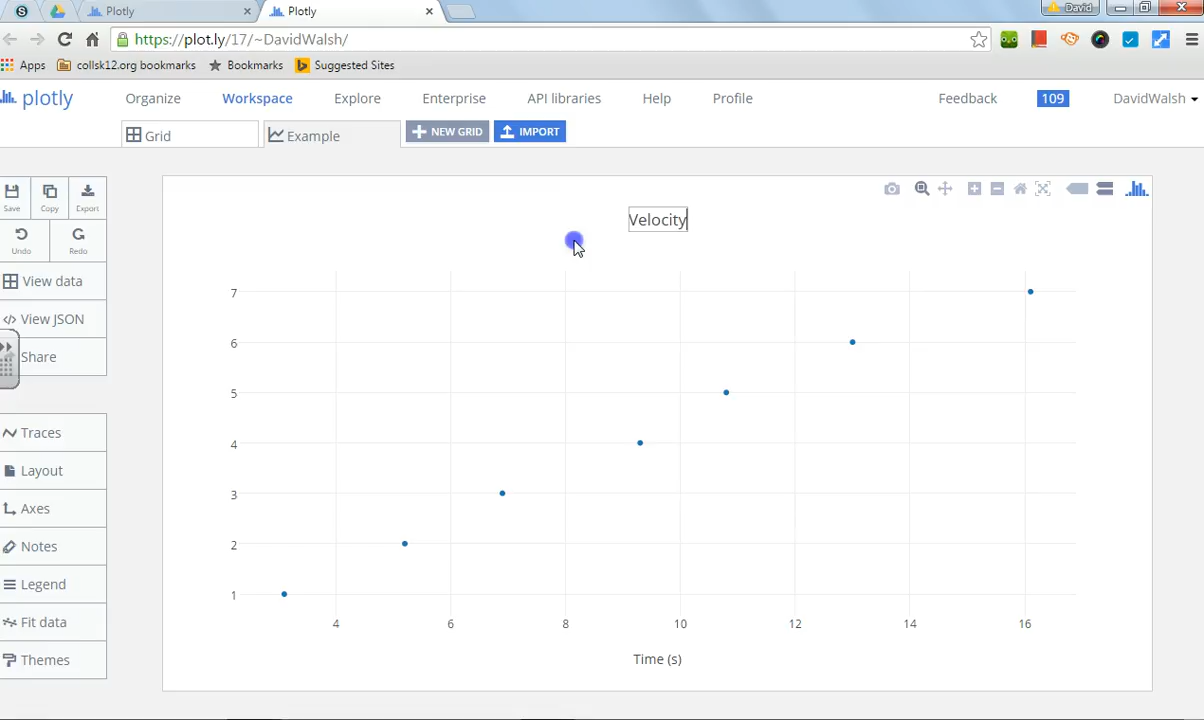 Plotly
Plotly
David
https://plot.ly/17/~DavidWalsh/
Apps
collsk12.org bookmarks
Bookmarks
Suggested Sites
plotly
Organize
Workspace
Explore
Enterprise
API libraries
Help
Profile
Feedback
109
DavidWalsh
Grid
Example
NEW GRID
IMPORT
Save
Copy
Export
Undo
Redo
View data
View JSON
Share
Traces
Layout
Axes
Notes
Legend
Fit data
Themes
Velocity
7
6
5
4
3
2
1
4 6 8 10 12 14 16
Time (s)